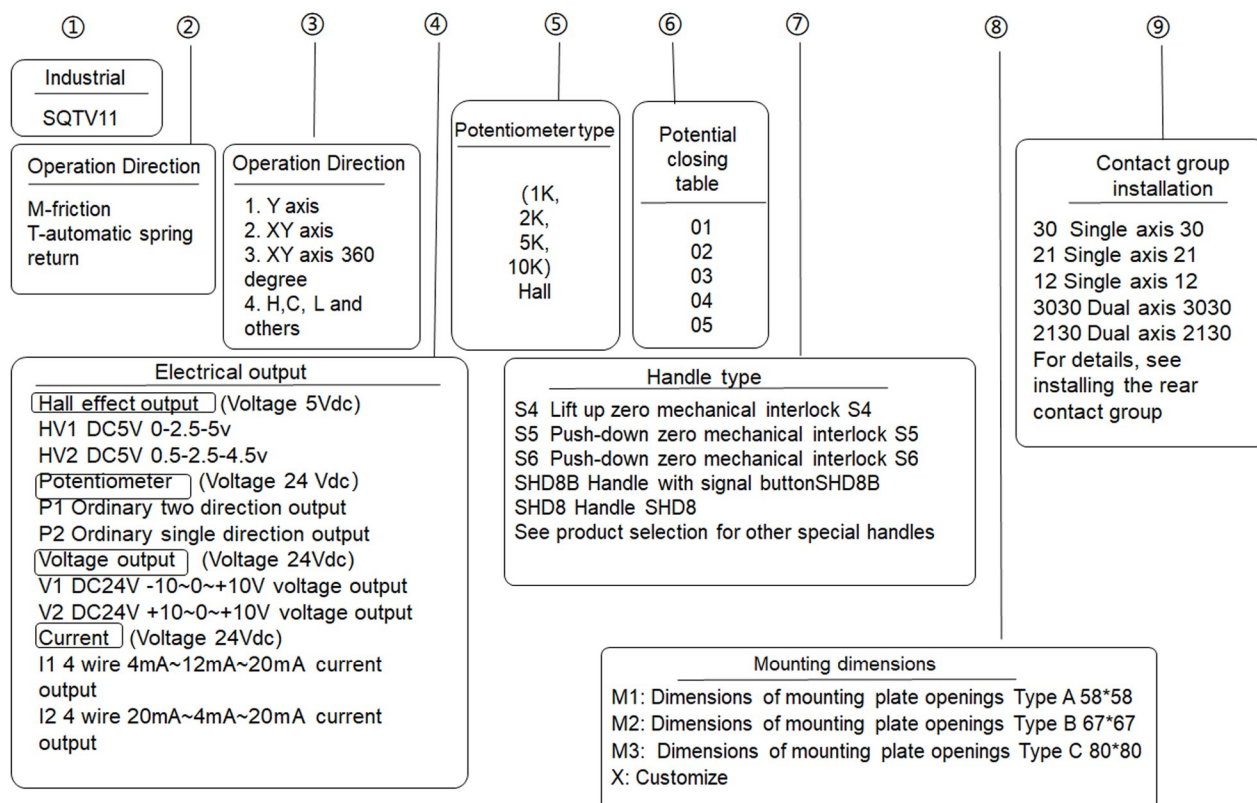 ① ② ③ ④ ⑤ ⑥ ⑦ ⑧ ⑨
Industrial
SQTV11
Operation Direction
M-friction
T-automatic spring
return
Operation Direction
1. Y axis
2. XY axis
3. XY axis 360
degree
4. H,C, L and
others
Potentiometer type
(1K,
2K,
5K,
10K)
Hall
Potential
closing
table
01
02
03
04
05
Contact group
installation
30 Single axis 30
21 Single axis 21
12 Single axis 12
3030 Dual axis 3030
2130 Dual axis 2130
For details, see
installing the rear
contact group
Electrical output
Hall effect output (Voltage 5Vdc)
HV1 DC5V 0-2.5-5v
HV2 DC5V 0.5-2.5-4.5v
Potentiometer (Voltage 24 Vdc)
P1 Ordinary two direction output
P2 Ordinary single direction output
Voltage output (Voltage 24Vdc)
V1 DC24V -10~0~+10V voltage output
V2 DC24V +10~0~+10V voltage output
Current (Voltage 24Vdc)
I1 4 wire 4mA~12mA~20mA current
output
I2 4 wire 20mA~4mA~20mA current
output
Handle type
S4 Lift up zero mechanical interlock S4
S5 Push-down zero mechanical interlock S5
S6 Push-down zero mechanical interlock S6
SHD8B Handle with signal buttonSHD8B
SHD8 Handle SHD8
See product selection for other special handles
Mounting dimensions
M1: Dimensions of mounting plate openings Type A 58*58
M2: Dimensions of mounting plate openings Type B 67*67
M3: Dimensions of mounting plate openings Type C 80*80
X: Customize